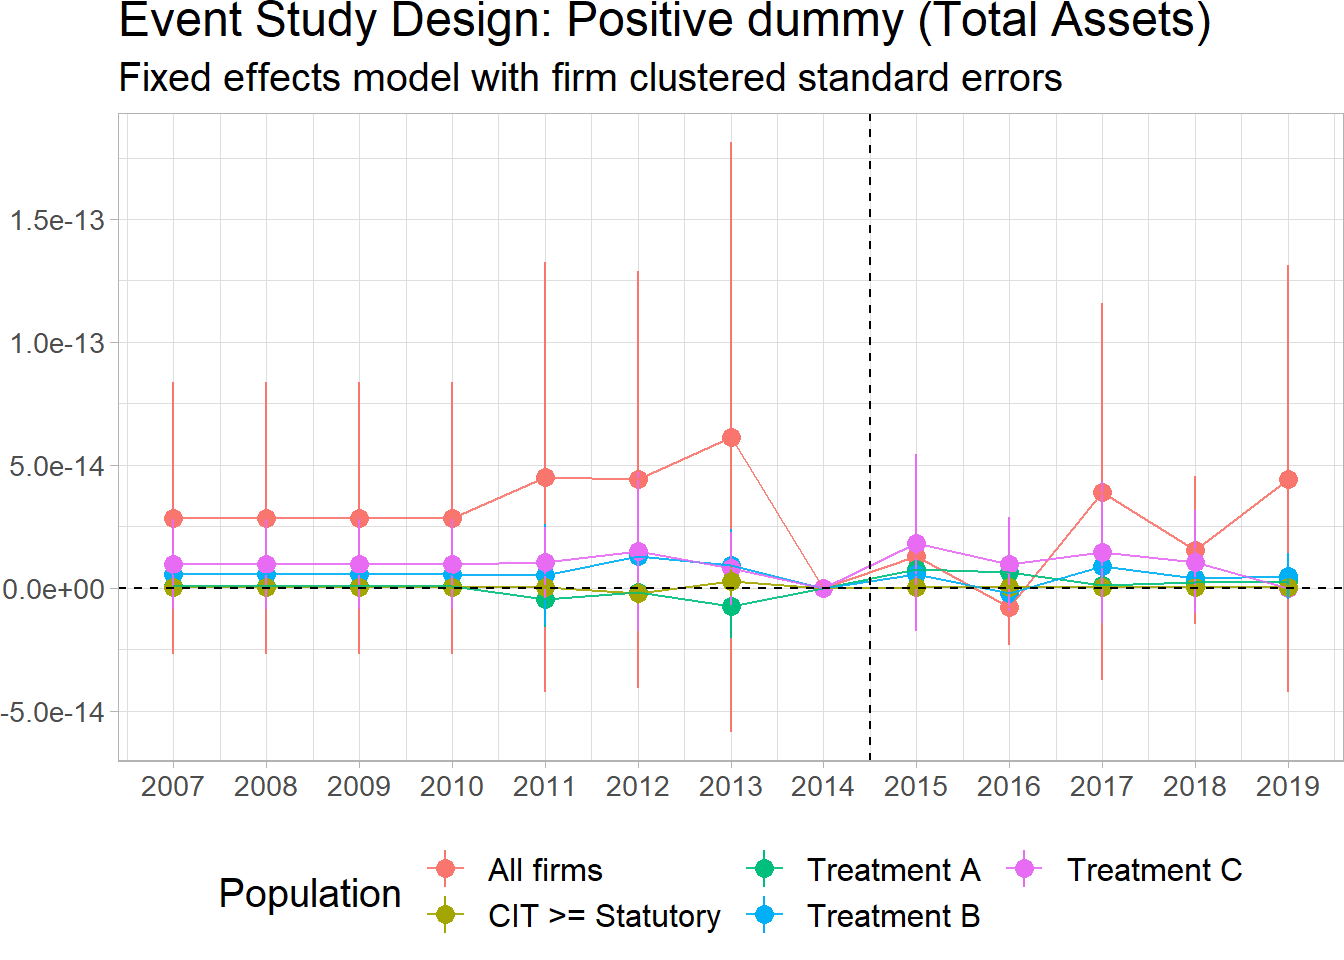 Event Study Design: Positive dummy (Total Assets)
Fixed effects model with firm clustered standard errors
1.5e-13
1.0e-13
5.0e-14
0.0e+00
-5.0e-14
2007 2008 2009 2010 2011 2012 2013 2014 2015 2016 2017 2018 2019
Population
All firms
CIT >= Statutory
Treatment A
Treatment B
Treatment C